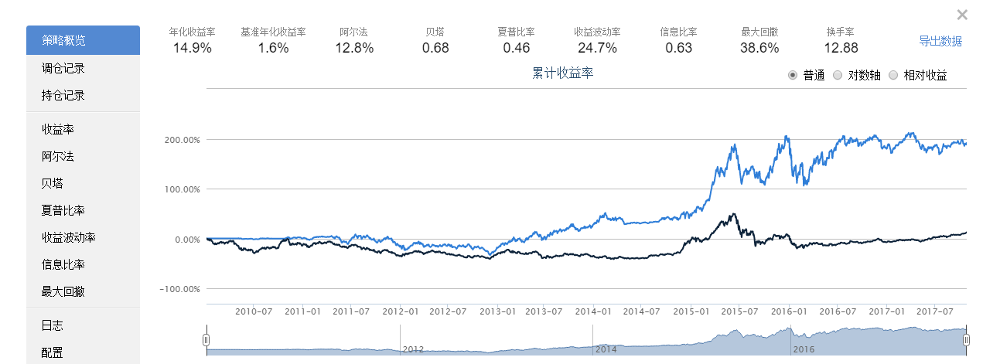 策略概览
调仓记录
持仓记录
收益率
阿尔法
贝塔
夏普比率
收益波动率
信息比率
最大回撤
日志
配置
年化收益率 基准年化收益率 阿尔法 贝塔 夏普比率 收益波动率 信息比率 最大回撤 换手率
14.9% 1.6% 12.8% 0.68 0.46 24.7% 0.63 38.6% 12.88
导出数据
累计收益率
普通 对数轴 相对收益
200.00%
100.00%
0.00%
-100.00%
2010-07 2011-01 2011-07 2012-01 2012-07 2013-01 2013-07 2014-01 2014-07 2015-01 2015-07 2016-01 2016-07 2017-01 2017-07
2012 2014 2016